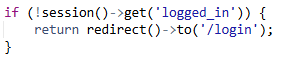 if (!session()->get('logged_in')) {
    return redirect()->to('/login');
}